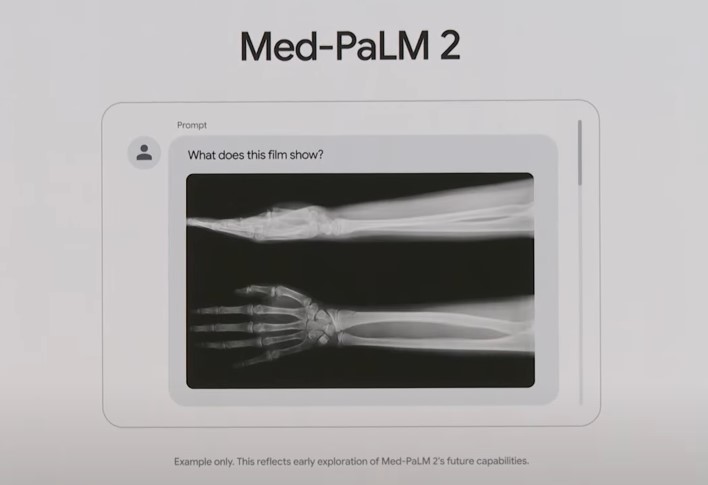 Med-PaLM 2
Prompt
What does this film show?
Example only. This reflects early exploration of Med-PaLM 2's future capabilities.